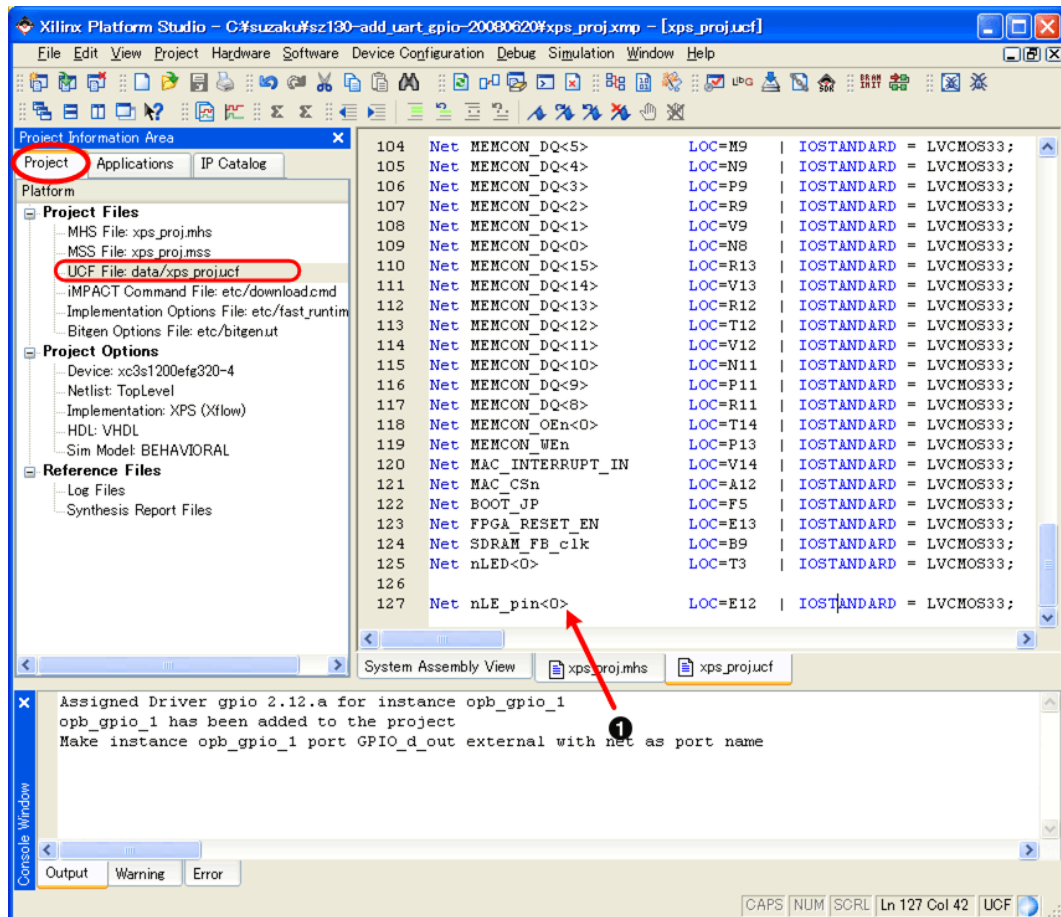 Xilinx Platform Studio - C:¥suzaku¥sz130-add_uart_gpio-20080620¥xps_proj.xmp - [xps_proj.ucf]
File Edit View Project Hardware Software Device Configuration Debug Simulation Window Help
Project Information Area
Project Applications IP Catalog
Platform
Project Files
MHS File: xps_proj.mhs
MSS File: xps_proj.mss
UCF File: data/xps_proj.ucf
iMPACT Command File: etc/download.cmd
Implementation Options File: etc/fast_runtim
Bitgen Options File: etc/bitgen.ut
Project Options
Device: xc3s1200efg320-4
Netlist: TopLevel
Implementation: XPS (Xflow)
HDL: VHDL
Sim Model: BEHAVIORAL
Reference Files
Log Files
Synthesis Report Files
104 Net MEMCON_DQ<5> LOC=M9 | IOSTANDARD = LVCMOS33;
105 Net MEMCON_DQ<4> LOC=N9 | IOSTANDARD = LVCMOS33;
106 Net MEMCON_DQ<3> LOC=P9 | IOSTANDARD = LVCMOS33;
107 Net MEMCON_DQ<2> LOC=R9 | IOSTANDARD = LVCMOS33;
108 Net MEMCON_DQ<1> LOC=V9 | IOSTANDARD = LVCMOS33;
109 Net MEMCON_DQ<0> LOC=N8 | IOSTANDARD = LVCMOS33;
110 Net MEMCON_DQ<15> LOC=R13 | IOSTANDARD = LVCMOS33;
111 Net MEMCON_DQ<14> LOC=V13 | IOSTANDARD = LVCMOS33;
112 Net MEMCON_DQ<13> LOC=R12 | IOSTANDARD = LVCMOS33;
113 Net MEMCON_DQ<12> LOC=T12 | IOSTANDARD = LVCMOS33;
114 Net MEMCON_DQ<11> LOC=V12 | IOSTANDARD = LVCMOS33;
115 Net MEMCON_DQ<10> LOC=N11 | IOSTANDARD = LVCMOS33;
116 Net MEMCON_DQ<9> LOC=P11 | IOSTANDARD = LVCMOS33;
117 Net MEMCON_DQ<8> LOC=R11 | IOSTANDARD = LVCMOS33;
118 Net MEMCON_OEn<0> LOC=T14 | IOSTANDARD = LVCMOS33;
119 Net MEMCON_WEn LOC=P13 | IOSTANDARD = LVCMOS33;
120 Net MAC_INTERRUPT_IN LOC=V14 | IOSTANDARD = LVCMOS33;
121 Net MAC_CSn LOC=A12 | IOSTANDARD = LVCMOS33;
122 Net BOOT_JP LOC=F5 | IOSTANDARD = LVCMOS33;
123 Net FPGA_RESET_EN LOC=E13 | IOSTANDARD = LVCMOS33;
124 Net SDRAM_FB_clk LOC=B9 | IOSTANDARD = LVCMOS33;
125 Net nLED<0> LOC=T3 | IOSTANDARD = LVCMOS33;
126
127 Net nLE_pin<0> LOC=E12 | IOSTANDARD = LVCMOS33;
System Assembly View xps_proj.mhs xps_proj.ucf
❶
Assigned Driver gpio 2.12.a for instance opb_gpio_1
opb_gpio_1 has been added to the project
Make instance opb_gpio_1 port GPIO_d_out external with net as port name
Console Window
Output Warning Error
CAPS NUM SCRL Ln 127 Col 42 UCF